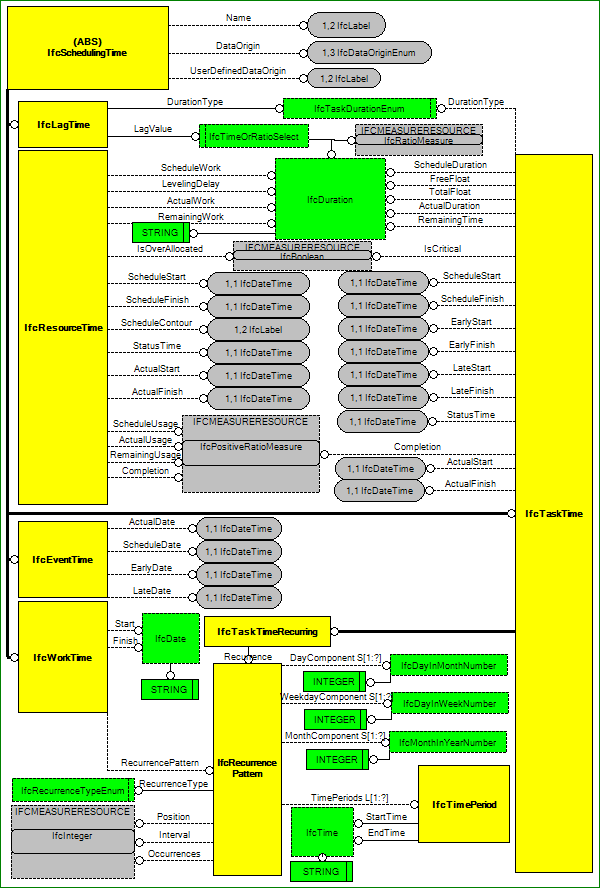 (ABS)
IfcSchedulingTime
Name
1,2 IfcLabel
DataOrigin
1,3 IfcDataOriginEnum
UserDefinedDataOrigin
1,2 IfcLabel
IfcLagTime
DurationType
IfcTaskDurationEnum
DurationType
LagValue
IfcTimeOrRatioSelect
IFCMEASURERESOURCE
IfcRatioMeasure
IfcResourceTime
ScheduleWork
LevelingDelay
ActualWork
RemainingWork
STRING
IfcDuration
ScheduleDuration
FreeFloat
TotalFloat
ActualDuration
RemainingTime
IsOverAllocated
IFCMEASURERESOURCE
IfcBoolean
IsCritical
ScheduleStart
1,1 IfcDateTime
ScheduleFinish
1,1 IfcDateTime
ScheduleContour
1,2 IfcLabel
StatusTime
1,1 IfcDateTime
ActualStart
1,1 IfcDateTime
ActualFinish
1,1 IfcDateTime
1,1 IfcDateTime
ScheduleStart
1,1 IfcDateTime
ScheduleFinish
1,1 IfcDateTime
EarlyStart
1,1 IfcDateTime
EarlyFinish
1,1 IfcDateTime
LateStart
1,1 IfcDateTime
LateFinish
1,1 IfcDateTime
StatusTime
ScheduleUsage
ActualUsage
RemainingUsage
Completion
IFCMEASURERESOURCE
IfcPositiveRatioMeasure
Completion
1,1 IfcDateTime
ActualStart
1,1 IfcDateTime
ActualFinish
IfcTaskTime
IfcEventTime
ActualDate
1,1 IfcDateTime
ScheduleDate
1,1 IfcDateTime
EarlyDate
1,1 IfcDateTime
LateDate
1,1 IfcDateTime
IfcWorkTime
Start
Finish
IfcDate
STRING
IfcTaskTimeRecurring
Recurrence
DayComponent S[1:?]
IfcDayInMonthNumber
INTEGER
WeekdayComponent S[1:?]
IfcDayInWeekNumber
INTEGER
MonthComponent S[1:?]
IfcMonthInYearNumber
INTEGER
IfcRecurrence
Pattern
RecurrencePattern
IfcRecurrenceTypeEnum
RecurrenceType
IFCMEASURERESOURCE
IfcInteger
Position
Interval
Occurrences
TimePeriods L[1:?]
IfcTimePeriod
IfcTime
StartTime
EndTime
STRING